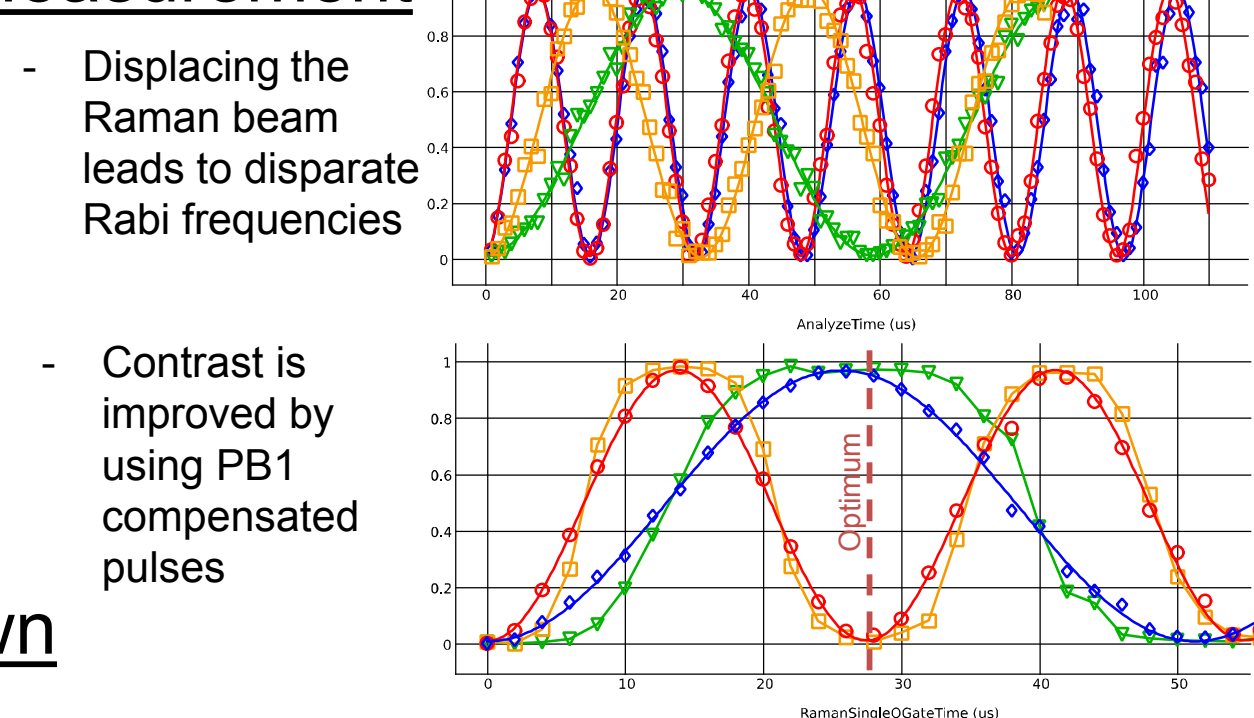 - Displacing the
Raman beam
leads to disparate
Rabi frequencies
- Contrast is
improved by
using PB1
compensated
pulses
0.8
0.6
0.4
0.2
0
0 20 40 60 80 100
AnalyzeTime (us)
1
0.8
0.6
0.4
0.2
0
Optimum
0 10 20 30 40 50
RamanSingleQGateTime (us)